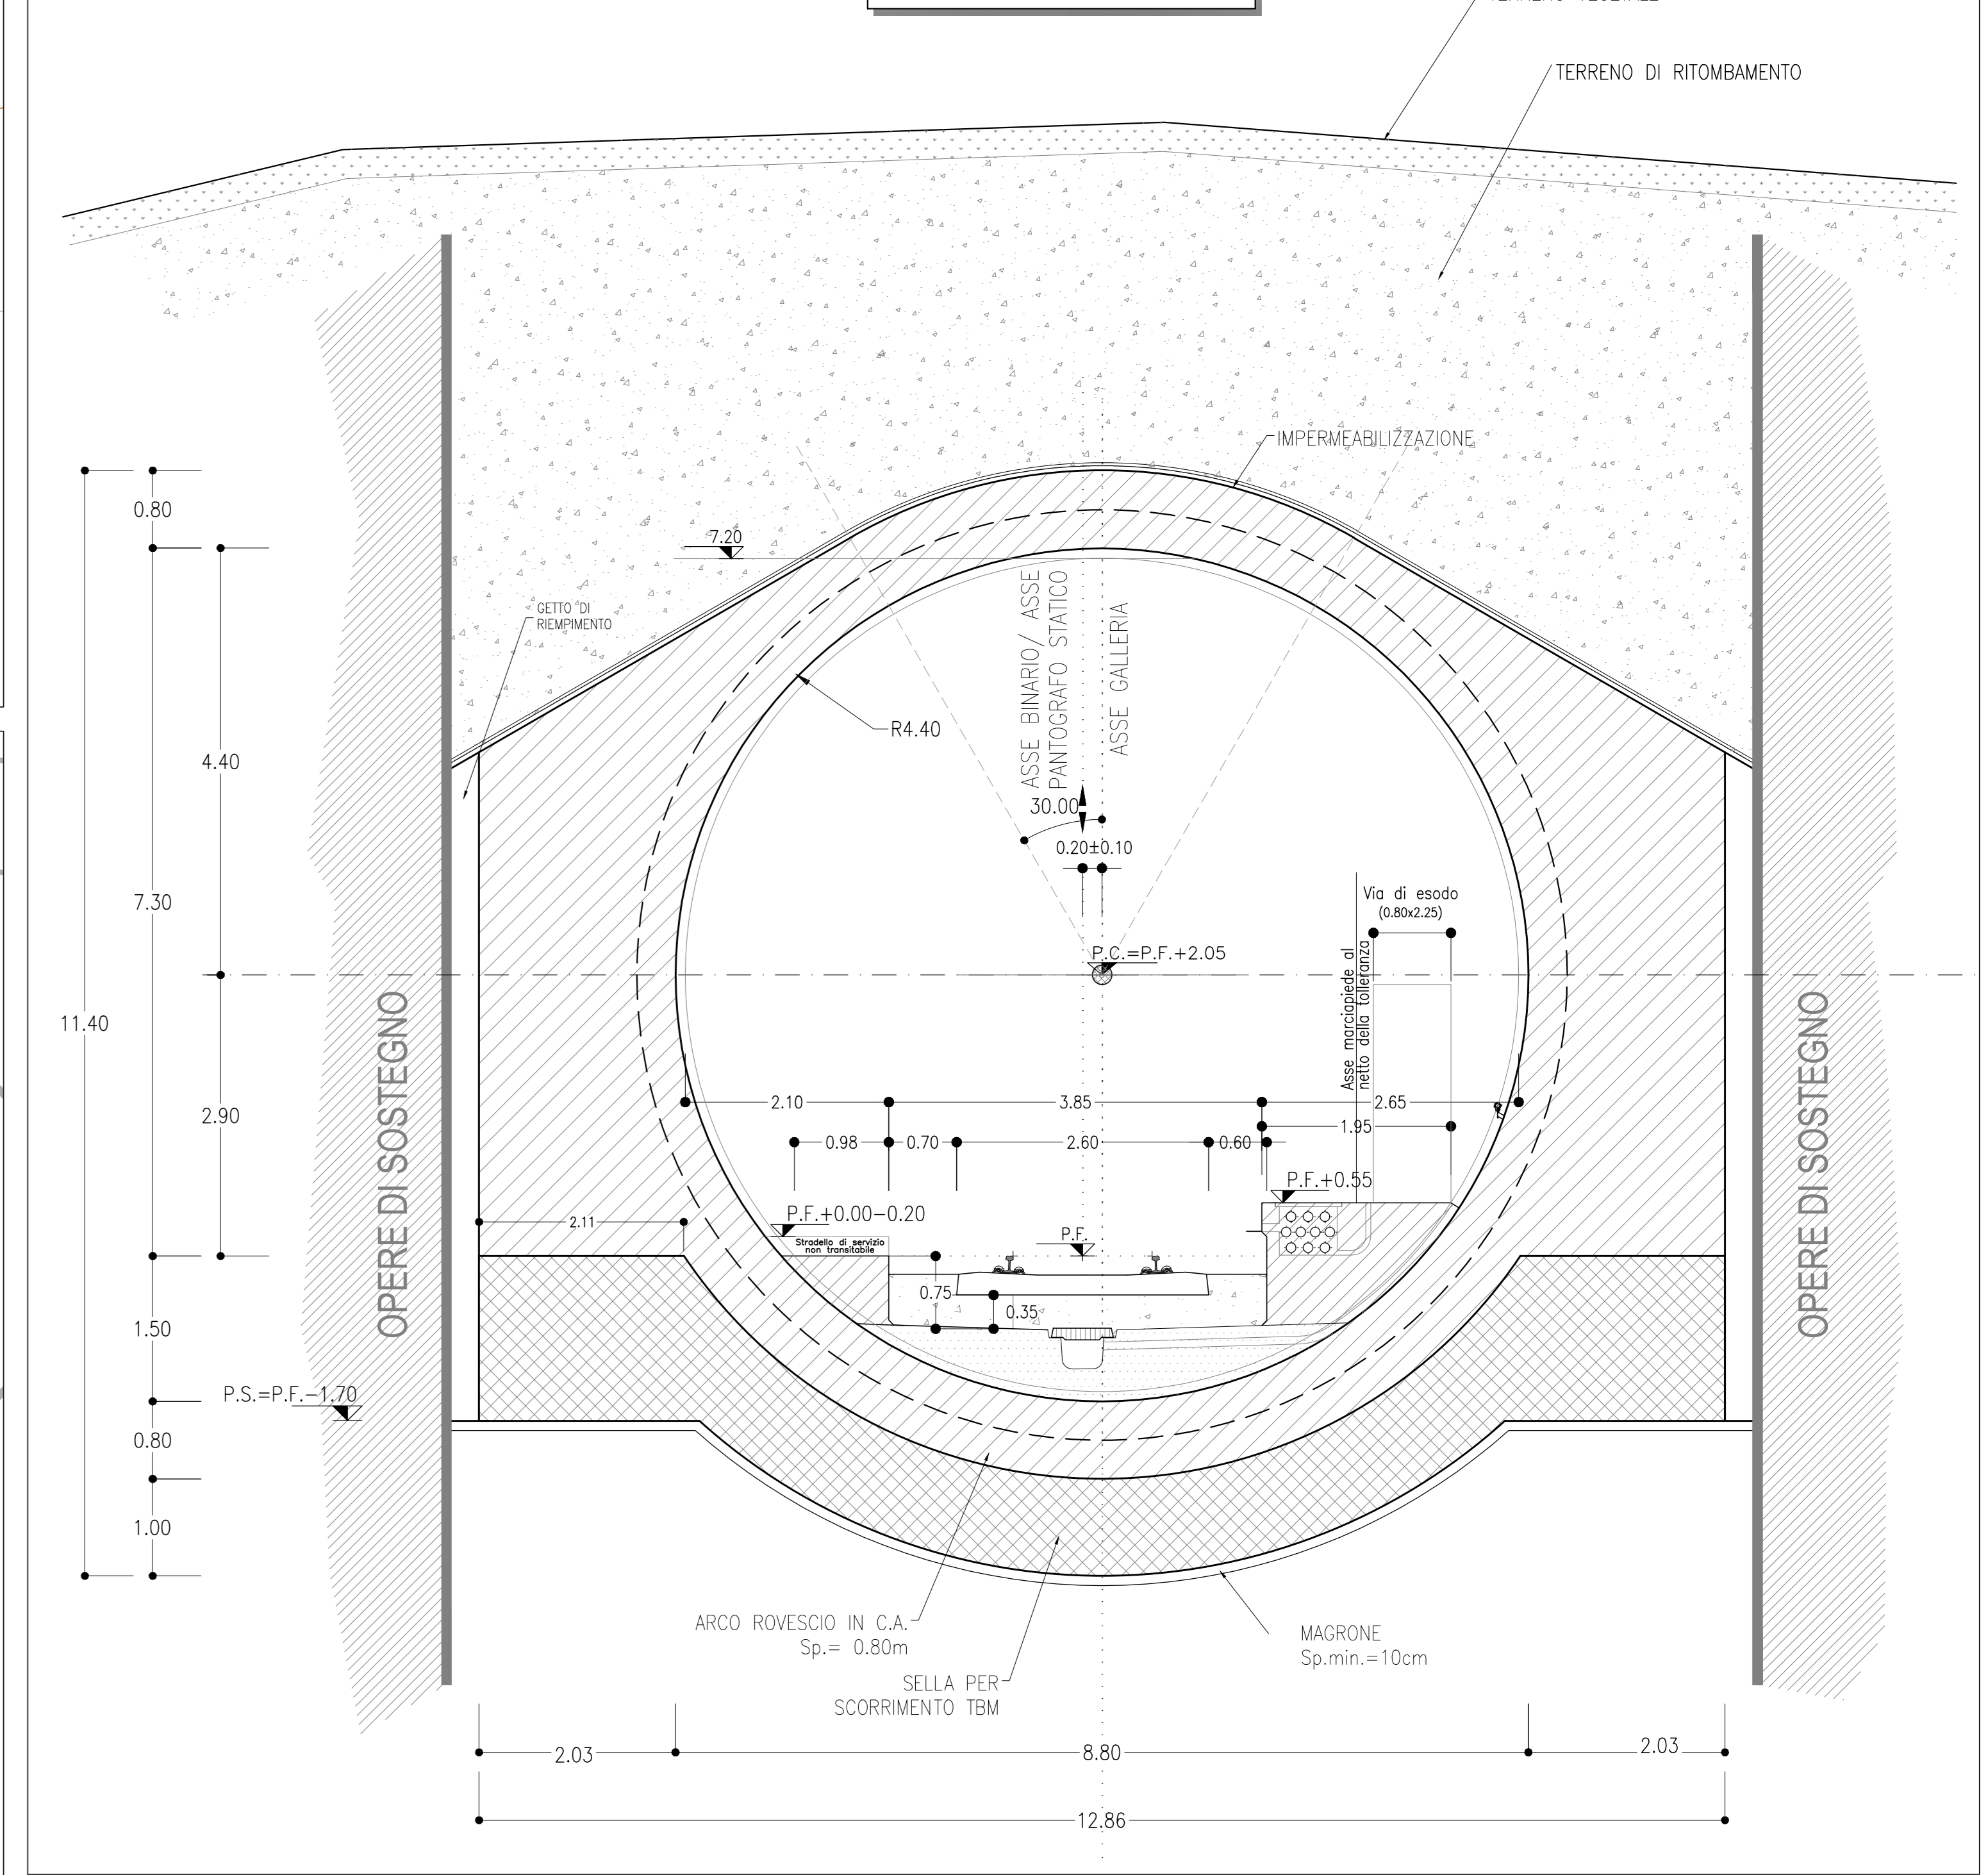 TERRENO DI RITOMBAMENTO
IMPERMEABILIZZAZIONE
0.80
7.20
GETTO DI
RIEMPIMENTO
ASSE BINARIO/ ASSE
PANTOGRAFO STATICO
ASSE GALLERIA
R4.40
4.40
30.00
0.20±0.10
Via di esodo
(0.80x2.25)
7.30
P.C.=P.F.+2.05
Asse marciapiede al
netto della tolleranza
11.40
OPERE DI SOSTEGNO
OPERE DI SOSTEGNO
2.90
2.10
3.85
2.65
1.95
0.98
0.70
2.60
0.60
P.F.+0.55
P.F.+0.00-0.20
2.11
Stradello di servizio
non transitabile
P.F.
0.75
0.35
1.50
P.S.=P.F.-1.70
0.80
1.00
ARCO ROVESCIO IN C.A.
Sp.= 0.80m
MAGRONE
Sp.min.=10cm
SELLA PER
SCORRIMENTO TBM
2.03
8.80
2.03
12.86